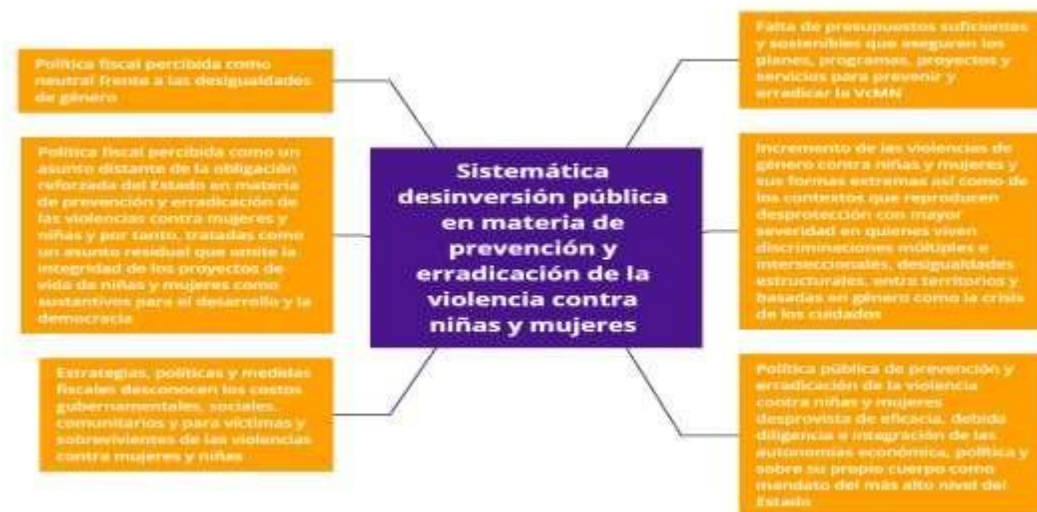 Política fiscal percibida como
neutral frente a las desigualdades
de género
Política fiscal percibida como un
asunto distante de la obligación
reforzada del Estado en materia
de prevención y erradicación de
las violencias contra mujeres y
niñas y por tanto, tratadas como
un asunto residual que omite la
integridad de los proyectos de
vida de niñas y mujeres como
sustantivos para el desarrollo y la
democracia
Estrategias, políticas y medidas
fiscales desconocen los costos
gubernamentales, sociales,
comunitarios y para víctimas y
sobrevivientes de las violencias
contra mujeres y niñas
Sistemática
desinversión pública
en materia de
prevención y
erradicación de la
violencia contra
niñas y mujeres
Falta de presupuestos suficientes
y sostenibles que aseguren los
planes, programas, proyectos y
servicios para prevenir y
erradicar la VcMN
Incremento de las violencias de
género contra niñas y mujeres y
sus formas extremas así como de
los contextos que reproducen
desprotección con mayor
severidad en quienes viven
discriminaciones múltiples e
interseccionales, desigualdades
estructurales, entre territorios y
basadas en género como la crisis
de los cuidados
Política pública de prevención y
erradicación de la violencia
contra niñas y mujeres
desprovista de eficacia, debida
diligencia e integración de las
autonomías económica, política y
sobre su propio cuerpo como
mandato del más alto nivel del
Estado